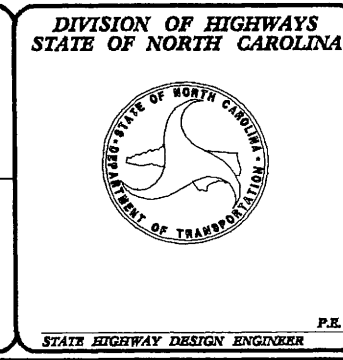 DIVISION OF HIGHWAYS
STATE OF NORTH CAROLINA
STATE OF NORTH CAROLINA
DEPARTMENT OF TRANSPORTATION
P.E.
STATE HIGHWAY DESIGN ENGINEER